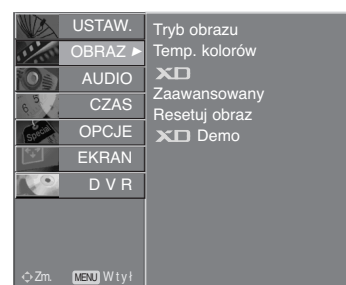 USTAW.
OBRAZ ►
AUDIO
CZAS
OPCJE
EKRAN
D V R
Tryb obrazu
Temp. kolorów
XD
Zaawansowany
Resetuj obraz
XD Demo
Zm. MENU Wtył